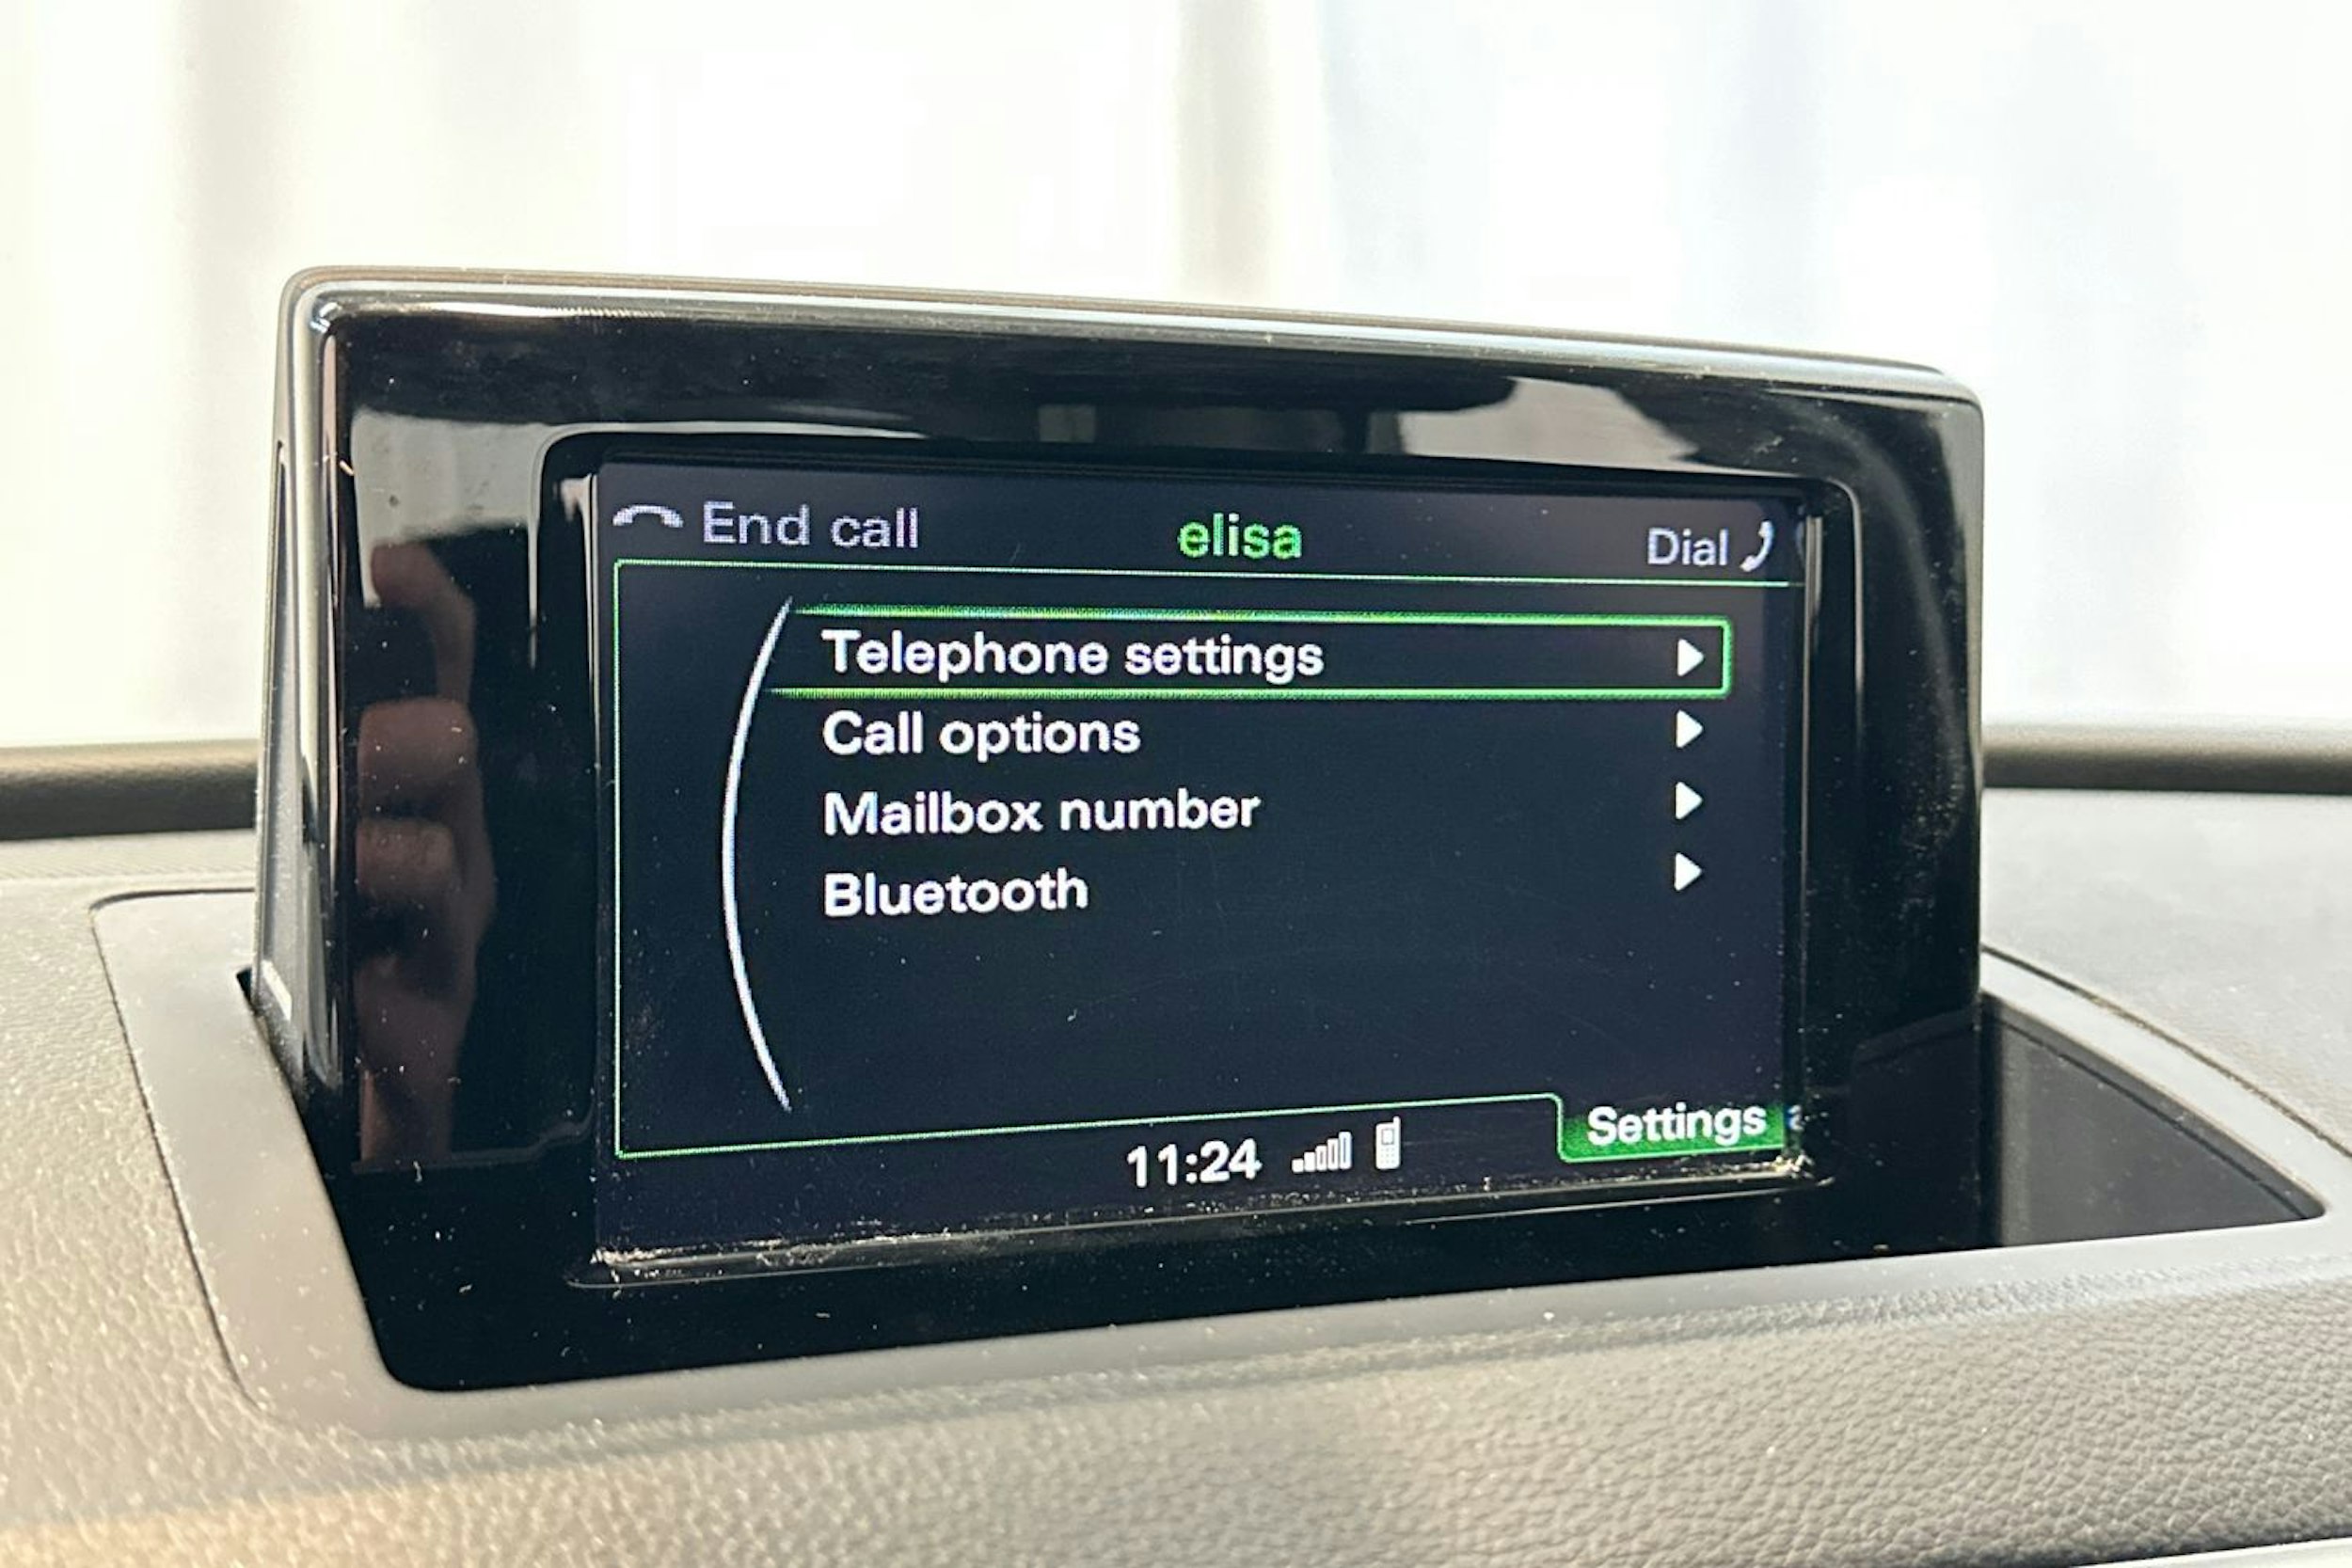 End call elisa Dial
Telephone settings
Call options
Mailbox number
Bluetooth
11:24 Settings